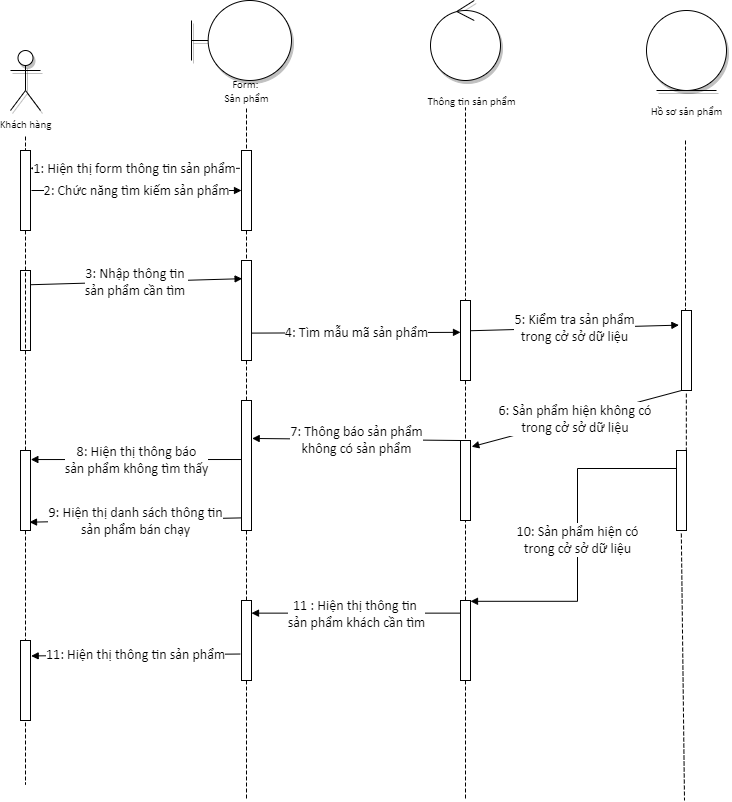 Form:
Sản phẩm
Thông tin sản phẩm
Hồ sơ sản phẩm
Khách hàng
1: Hiện thị form thông tin sản phẩm
2: Chức năng tìm kiếm sản phẩm
3: Nhập thông tin
sản phẩm cần tìm
4: Tìm mẫu mã sản phẩm
5: Kiểm tra sản phẩm
trong cở sở dữ liệu
6: Sản phẩm hiện không có
trong cở sở dữ liệu
7: Thông báo sản phẩm
không có sản phẩm
8: Hiện thị thông báo
sản phẩm không tìm thấy
9: Hiện thị danh sách thông tin
sản phẩm bán chạy
10: Sản phẩm hiện có
trong cở sở dữ liệu
11 : Hiện thị thông tin
sản phẩm khách cần tìm
11: Hiện thị thông tin sản phẩm